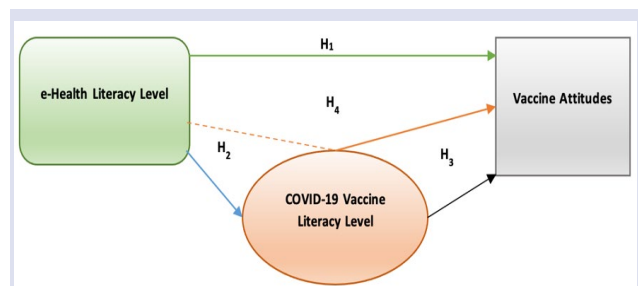 H₁
e-Health Literacy Level
Vaccine Attitudes
H₄
H₂
H₃
COVID-19 Vaccine
Literacy Level